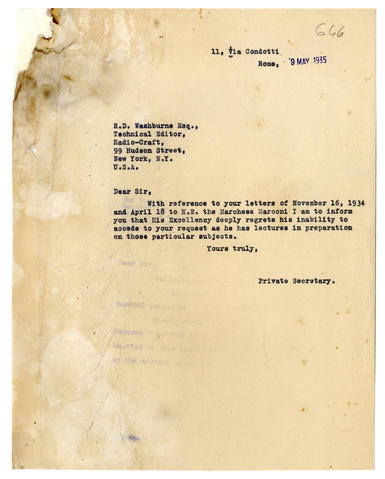 646
11, Via Condotti
Rome, 9 MAY 1935
R.D. Washburne Esq.,
Technical Editor,
Radio-Craft,
99 Hudson Street,
New York, N.Y.
U.S.A.
Dear Sir,
With reference to your letters of November 16, 1934
and April 18 to H.E. the Marchese Marconi I am to inform
you that His Excellency deeply regrets his inability to
accede to your request as he has lectures in preparation
on those particular subjects.
Yours truly,
Private Secretary.
Dear Sir,